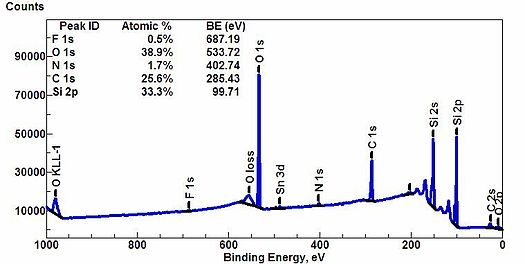 Counts
Peak ID Atomic % BE (eV)
F 1s 0.5% 687.19
O 1s 38.9% 533.72
N 1s 1.7% 402.74
C 1s 25.6% 285.43
Si 2p 33.3% 99.71
90000
70000
50000
30000
10000
O KLL-1
F 1s
O loss
O 1s
Sn 3d
N 1s
C 1s
Si 2s
Si 2p
C 2s
O 2p
1000 800 600 400 200 0
Binding Energy, eV